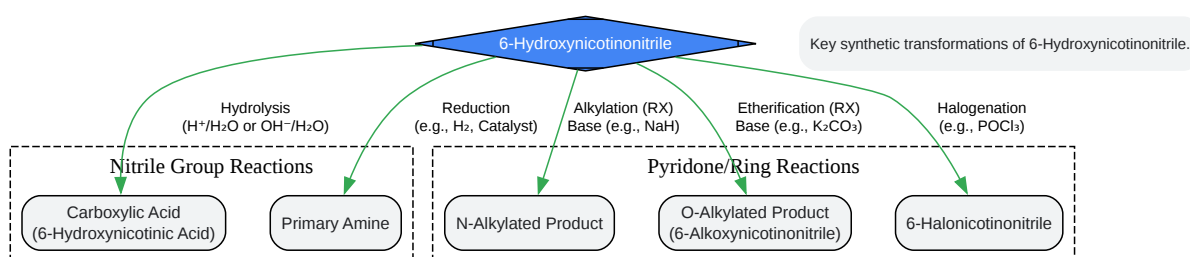 6-Hydroxynicotinonitrile
Key synthetic transformations of 6-Hydroxynicotinonitrile.
Hydrolysis
(H⁺/H₂O or OH⁻/H₂O)
Reduction
(e.g., H₂, Catalyst)
Alkylation (RX)
Base (e.g., NaH)
Etherification (RX)
Base (e.g., K₂CO₃)
Halogenation
(e.g., POCl₃)
Nitrile Group Reactions
Pyridone/Ring Reactions
Carboxylic Acid
(6-Hydroxynicotinic Acid)
Primary Amine
N-Alkylated Product
O-Alkylated Product
(6-Alkoxynicotinonitrile)
6-Halonicotinonitrile